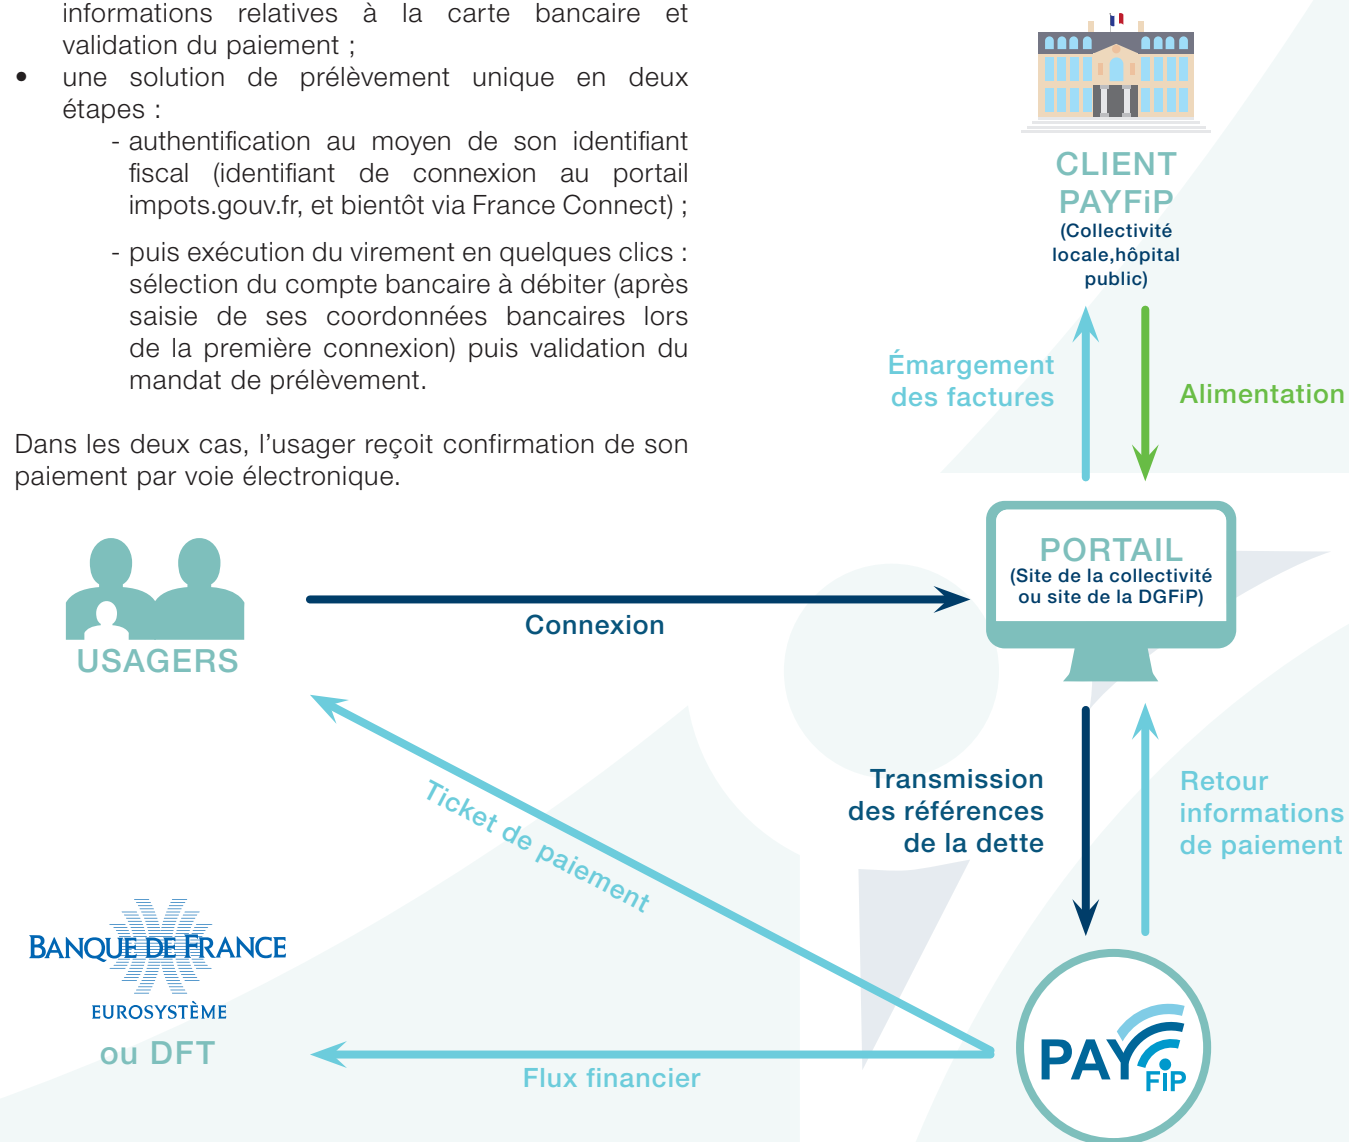 informations relatives à la carte bancaire et
validation du paiement ;
• une solution de prélèvement unique en deux
étapes :
- authentification au moyen de son identifiant
fiscal (identifiant de connexion au portail
impots.gouv.fr, et bientôt via France Connect) ;
- puis exécution du virement en quelques clics :
sélection du compte bancaire à débiter (après
saisie de ses coordonnées bancaires lors
de la première connexion) puis validation du
mandat de prélèvement.
Dans les deux cas, l’usager reçoit confirmation de son
paiement par voie électronique.
CLIENT
PAYFiP
(Collectivité
locale,hôpital
public)
Émargement
des factures
Alimentation
PORTAIL
(Site de la collectivité
ou site de la DGFiP)
USAGERS
Connexion
Transmission
des références
de la dette
Retour
informations
de paiement
Ticket de paiement
BANQUE DE FRANCE
EUROSYSTÈME
ou DFT
Flux financier
PAY
FiP